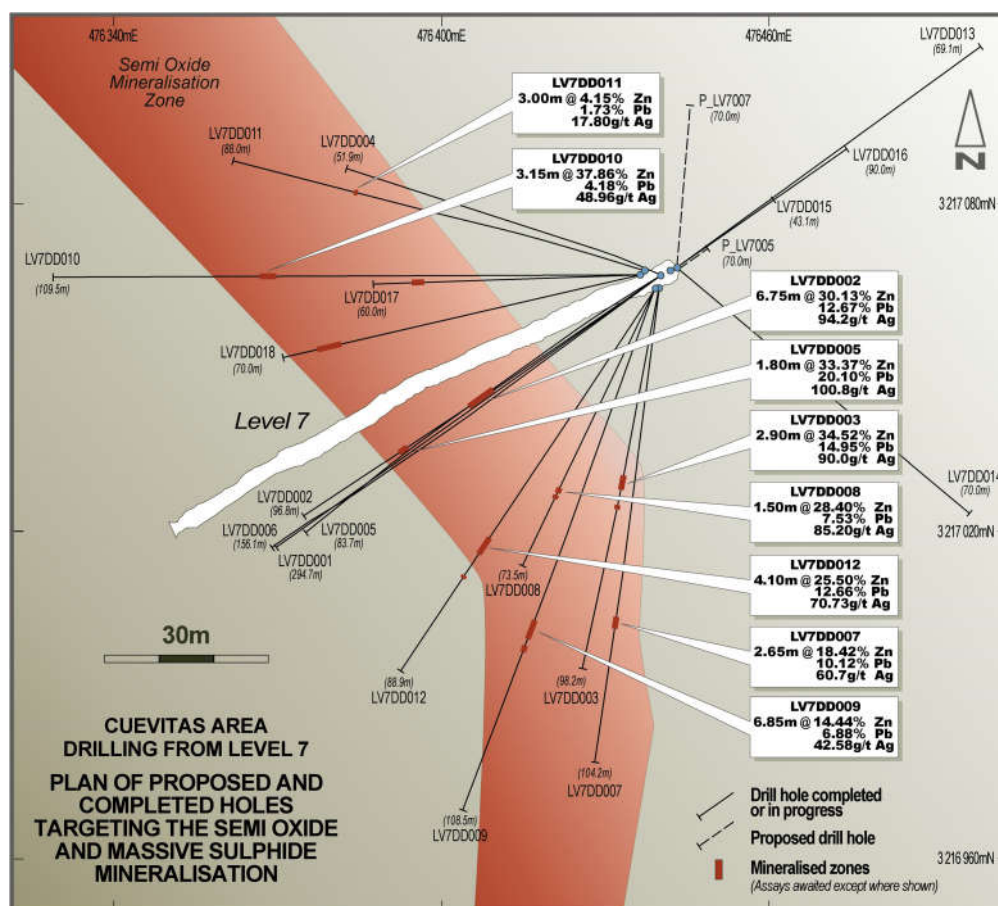 476 340mE
476 400mE
476460mE
LV7DD013
(69.1m)
Semi Oxide
Mineralisation
Zone
LV7DD011
3.00m @ 4.15% Zn
1.73% Pb
17.80g/t Ag
P_LV7007
(70.0m)
LV7DD011
(88.0m)
LV7DD004
(51.9m)
LV7DD016
(90.0m)
N
LV7DD010
3.15m @ 37.86% Zn
4.18% Pb
48.96g/t Ag
LV7DD015
(43.1m)
3 217 080mN
P_LV7005
(70.0m)
LV7DD010
(109.5m)
LV7DD017
(60.0m)
LV7DD002
6.75m @ 30.13% Zn
12.67% Pb
94.2g/t Ag
LV7DD018
(70.0m)
LV7DD005
1.80m @ 33.37% Zn
20.10% Pb
100.8g/t Ag
Level 7
LV7DD003
2.90m @ 34.52% Zn
14.95% Pb
90.0g/t Ag
LV7DD014
(70.0m)
LV7DD002
(96.8m)
LV7DD008
1.50m @ 28.40% Zn
7.53% Pb
85.20g/t Ag
LV7DD006
(156.1m)
LV7DD005
(83.7m)
LV7DD001
(294.7m)
3 217 020mN
(73.5m)
LV7DD008
LV7DD012
4.10m @ 25.50% Zn
12.66% Pb
70.73g/t Ag
30m
LV7DD007
2.65m @ 18.42% Zn
10.12% Pb
60.7g/t Ag
(88.9m)
LV7DD012
(98.2m)
LV7DD003
LV7DD009
6.85m @ 14.44% Zn
6.88% Pb
42.58g/t Ag
CUEVITAS AREA
DRILLING FROM LEVEL 7
PLAN OF PROPOSED AND
COMPLETED HOLES
TARGETING THE SEMI OXIDE
AND MASSIVE SULPHIDE
MINERALISATION
(104.2m)
LV7DD007
(108.5m)
LV7DD009
Drill hole completed
or in progress
Proposed drill hole
Mineralised zones
(Assays awaited except where shown)
3 216 960mN